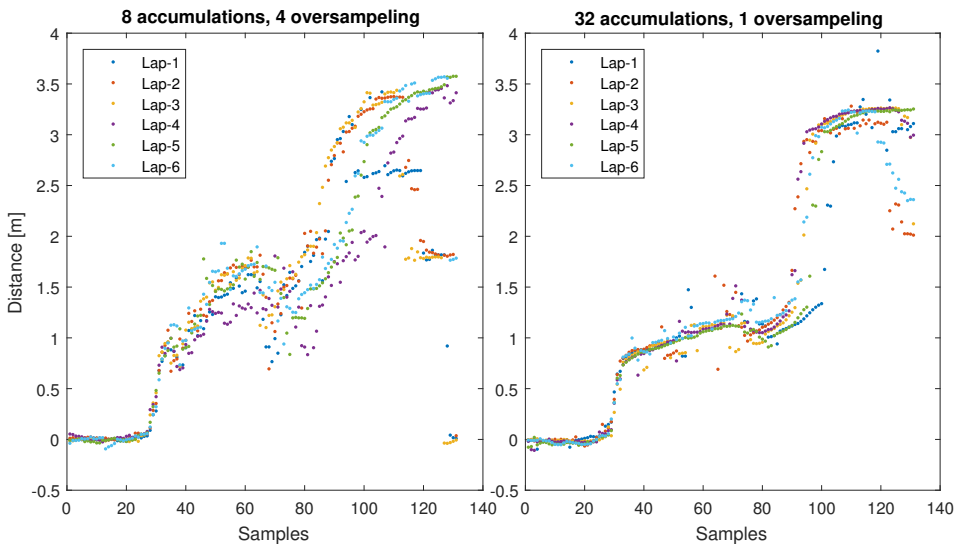 8 accumulations, 4 oversampeling
4
3.5
3
2.5
2
1.5
1
0.5
0
-0.5
0 20 40 60 80 100 120 140
Distance [m]
Samples
Lap-1
Lap-2
Lap-3
Lap-4
Lap-5
Lap-6
32 accumulations, 1 oversampeling
4
3.5
3
2.5
2
1.5
1
0.5
0
-0.5
0 20 40 60 80 100 120 140
Samples
Lap-1
Lap-2
Lap-3
Lap-4
Lap-5
Lap-6